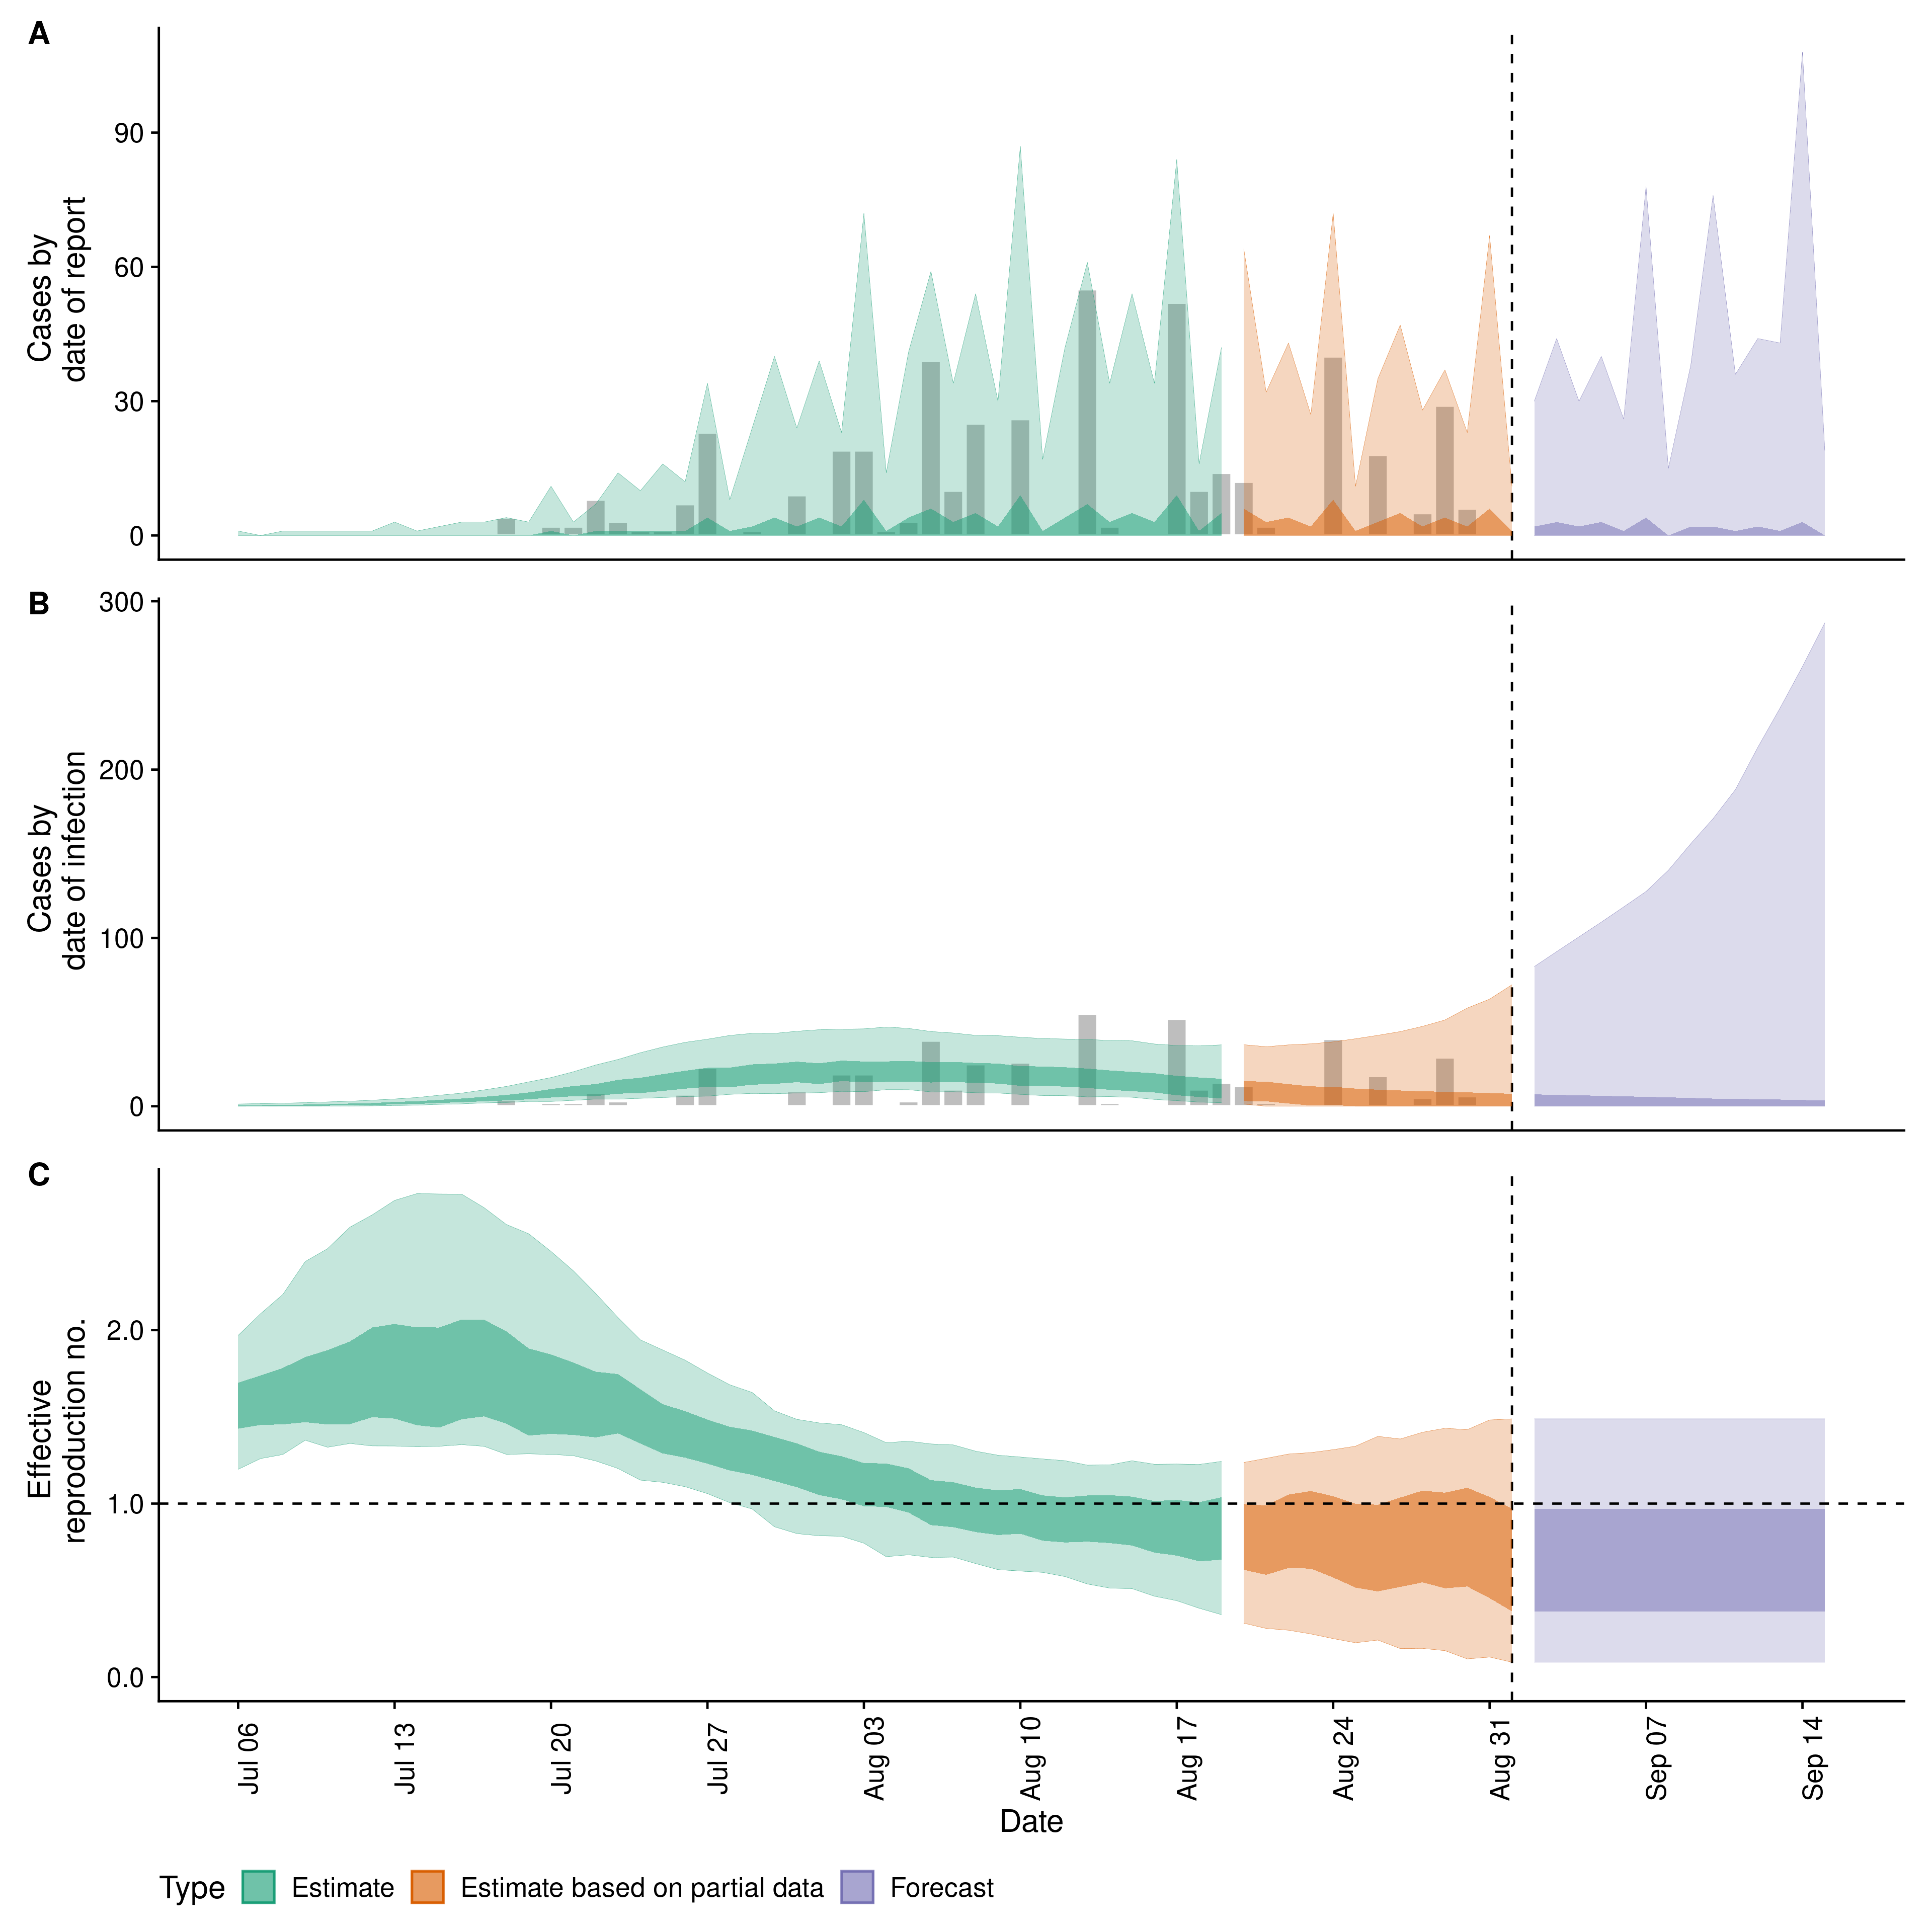 A
Cases by
date of report
90
60
30
0
B
Cases by
date of infection
300
200
100
0
C
Effective
reproduction no.
2.0
1.0
0.0
Jul 06
Jul 13
Jul 20
Jul 27
Aug 03
Aug 10
Aug 17
Aug 24
Aug 31
Sep 07
Sep 14
Date
Type Estimate Estimate based on partial data Forecast